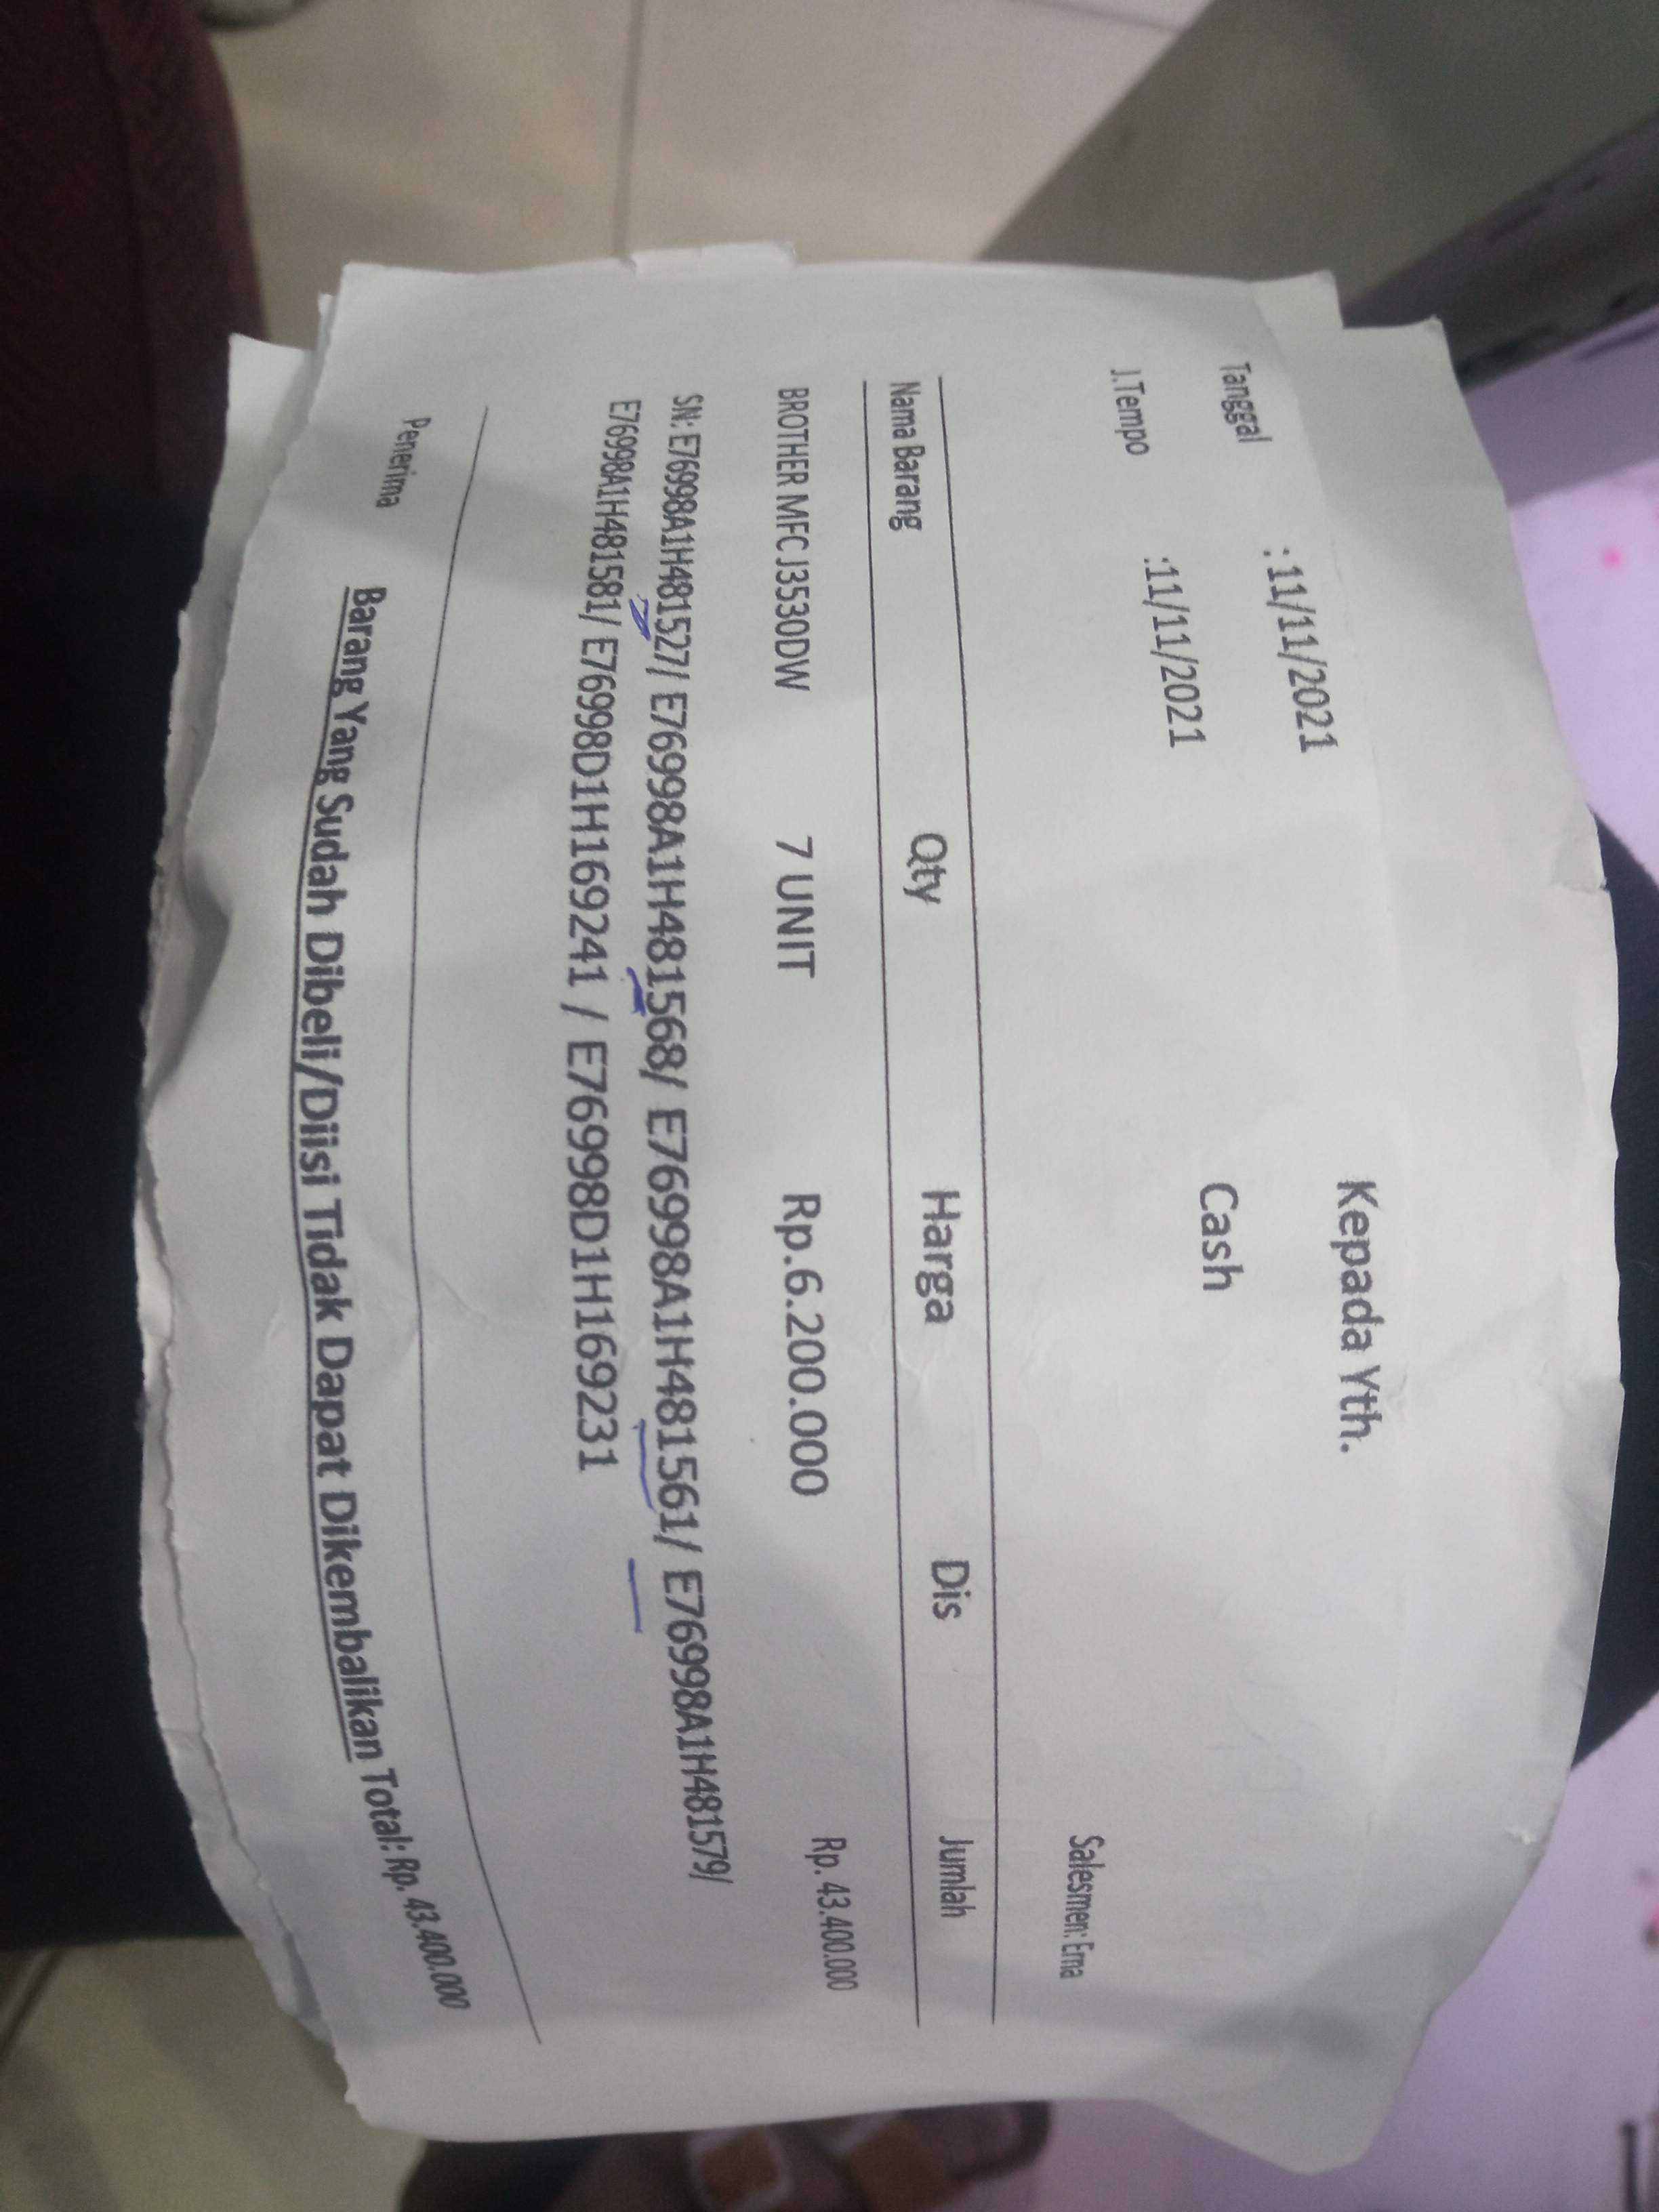 Kepada Yth.
Tanggal : 11/11/2021
Cash
J.Tempo :11/11/2021
Salesmen: Erna
Nama Barang Qty Harga Dis Jumlah
BROTHER MFC J3530DW 7 UNIT Rp.6.200.000 Rp. 43.400.000
SN: E76998A1H481527/ E76998A1H481568/ E76998A1H481561/ E76998A1H481579/
E76998A1H481581/ E76998D1H169241 / E76998D1H169231
Penerima Barang Yang Sudah Dibeli/Diisi Tidak Dapat Dikembalikan Total: Rp. 43.400.000